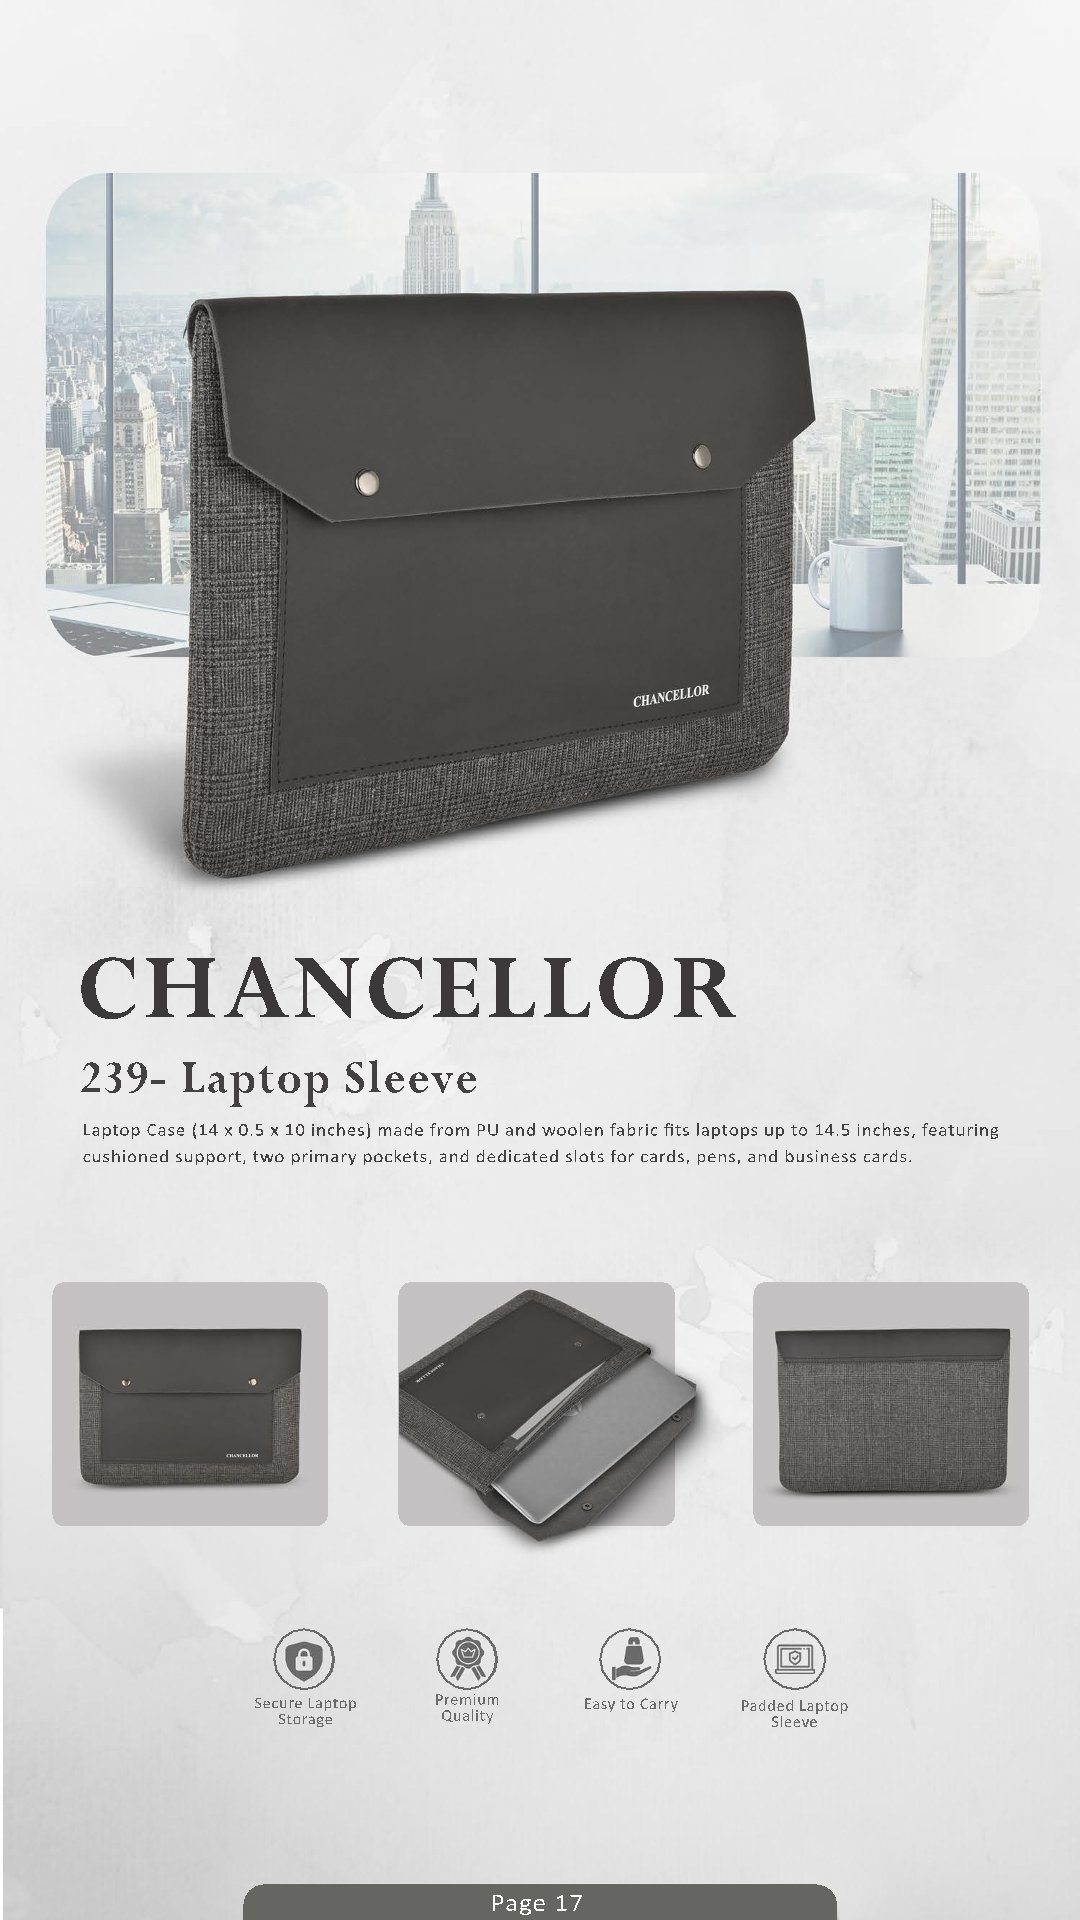 CHANCELLOR
CHANCELLOR
239- Laptop Sleeve
Laptop Case (14 x 0.5 x 10 inches) made from PU and woolen fabric fits laptops up to 14.5 inches, featuring
cushioned support, two primary pockets, and dedicated slots for cards, pens, and business cards.
CHANCELLOR
CHANCELLOR
Secure Laptop
Storage
Premium
Quality
Easy to Carry
Padded Laptop
Sleeve
Page 17